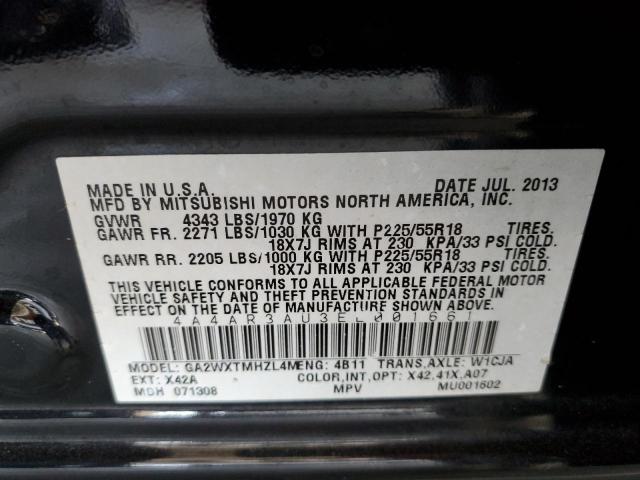 MADE IN U.S.A. DATE JUL. 2013
MFD BY MITSUBISHI MOTORS NORTH AMERICA, INC.
GVWR 4343 LBS/1970 KG
GAWR FR. 2271 LBS/1030 KG WITH P225/55R18 TIRES.
18X7J RIMS AT 230 KPA/33 PSI COLD.
GAWR RR. 2205 LBS/1000 KG WITH P225/55R18 TIRES.
18X7J RIMS AT 230 KPA/33 PSI COLD.
THIS VEHICLE CONFORMS TO ALL APPLICABLE FEDERAL MOTOR
VEHICLE SAFETY AND THEFT PREVENTION STANDARDS IN
EFFECT ON THE DATE OF MANUFACTURE SHOWN ABOVE.
4A4AR3AU3EL001661
MODEL: GA2WXTMHZL4M ENG: 4B11 TRANS,AXLE: W1CJA
EXT: X42A COLOR,INT,OPT: X42,41X,A07
MDH 071308 MPV MU001602